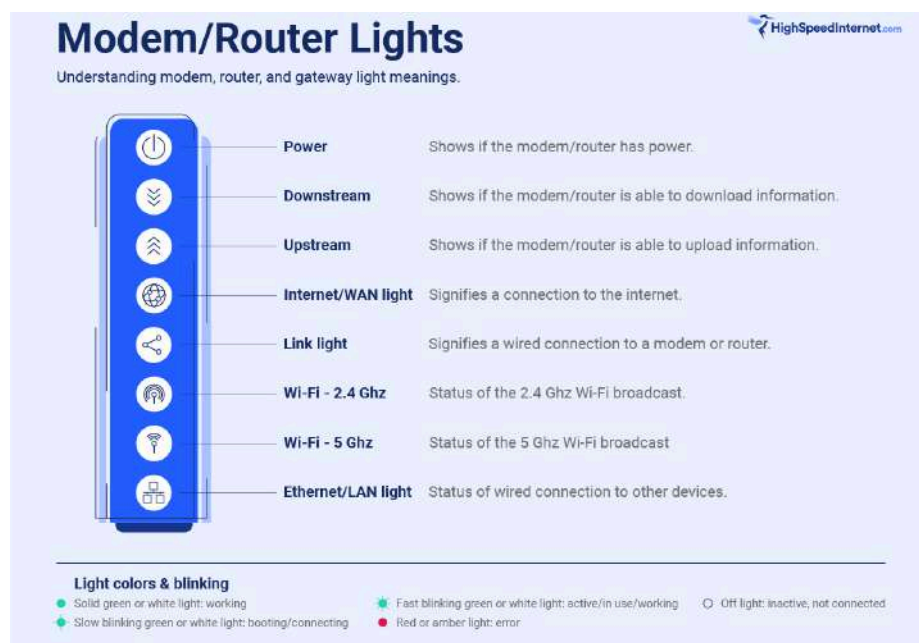 Modem/Router Lights
HighSpeedInternet.com
Understanding modem, router, and gateway light meanings.
Power Shows if the modem/router has power.
Downstream Shows if the modem/router is able to download information.
Upstream Shows if the modem/router is able to upload information.
Internet/WAN light Signifies a connection to the internet.
Link light Signifies a wired connection to a modem or router.
Wi-Fi - 2.4 Ghz Status of the 2.4 Ghz Wi-Fi broadcast.
Wi-Fi - 5 Ghz Status of the 5 Ghz Wi-Fi broadcast
Ethernet/LAN light Status of wired connection to other devices.
Light colors & blinking
Solid green or white light: working Fast blinking green or white light: active/in use/working Off light: inactive, not connected
Slow blinking green or white light: booting/connecting Red or amber light: error